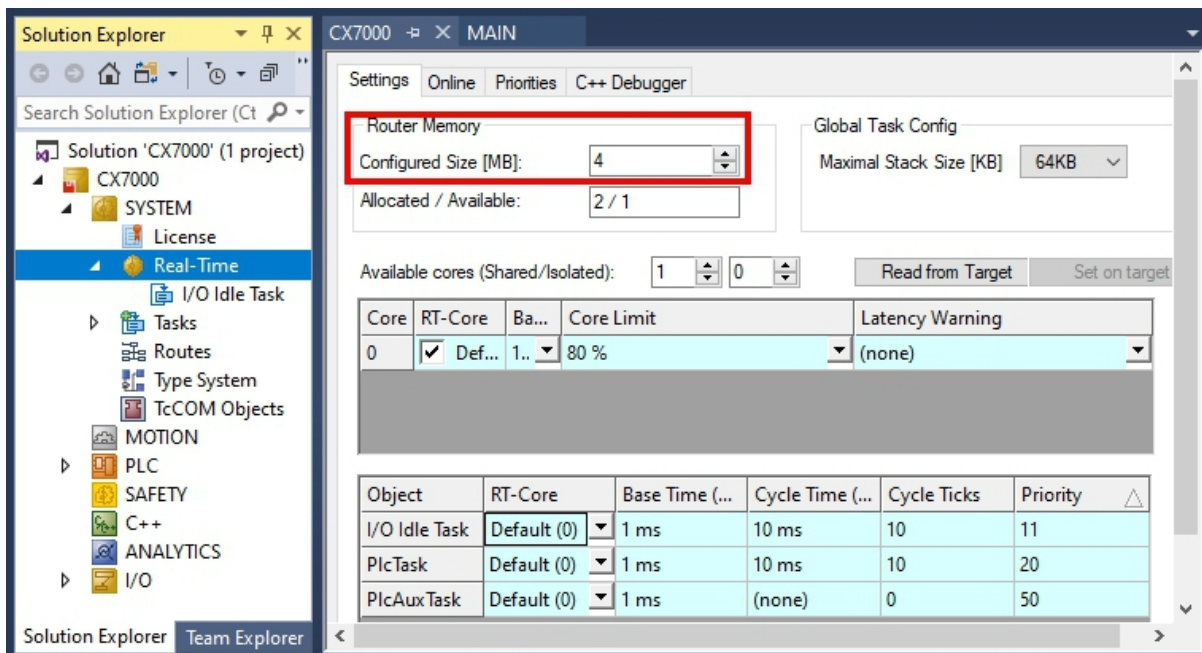 Solution Explorer
Search Solution Explorer (Ct
Solution 'CX7000' (1 project)
CX7000
SYSTEM
License
Real-Time
I/O Idle Task
Tasks
Routes
Type System
TcCOM Objects
MOTION
PLC
SAFETY
C++
ANALYTICS
I/O
Solution Explorer Team Explorer
CX7000 MAIN
Settings Online Priorities C++ Debugger
Router Memory
Configured Size [MB]: 4
Allocated / Available: 2 / 1
Global Task Config
Maximal Stack Size [KB] 64KB
Available cores (Shared/Isolated): 1 0 Read from Target Set on target
Core RT-Core Ba... Core Limit Latency Warning
0 Def... 1.. 80 % (none)
Object RT-Core Base Time (... Cycle Time (... Cycle Ticks Priority
I/O Idle Task Default (0) 1 ms 10 ms 10 11
PlcTask Default (0) 1 ms 10 ms 10 20
PlcAuxTask Default (0) 1 ms (none) 0 50